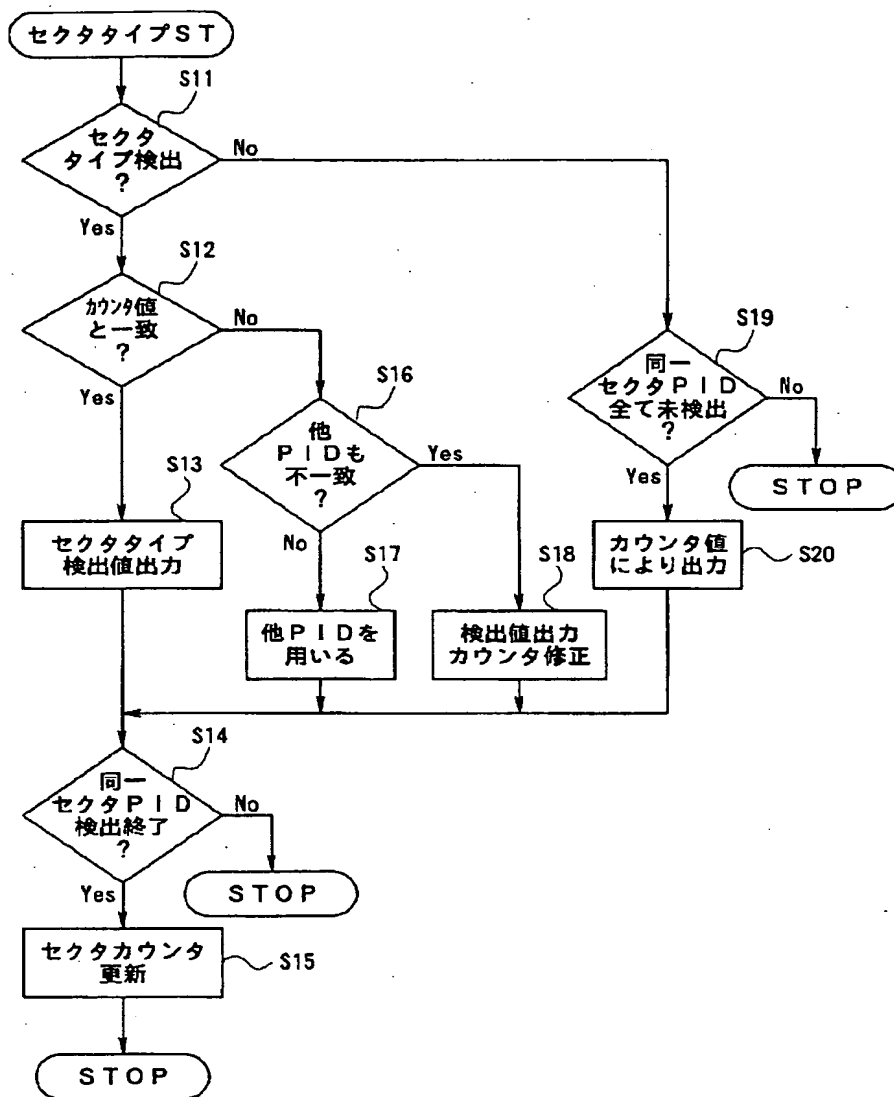 セクタタイプST
S11
セクタ
タイプ検出
?
No
Yes
S12
カウンタ値
と一致
?
No
Yes
S19
同一
セクタPID
全て未検出
?
No
Yes
STOP
S16
他
PIDも
不一致
?
Yes
No
S13
セクタタイプ
検出値出力
S17
他PIDを
用いる
S18
検出値出力
カウンタ修正
カウンタ値
により出力
S20
S14
同一
セクタPID
検出終了
?
No
Yes
STOP
セクタカウンタ
更新
S15
STOP